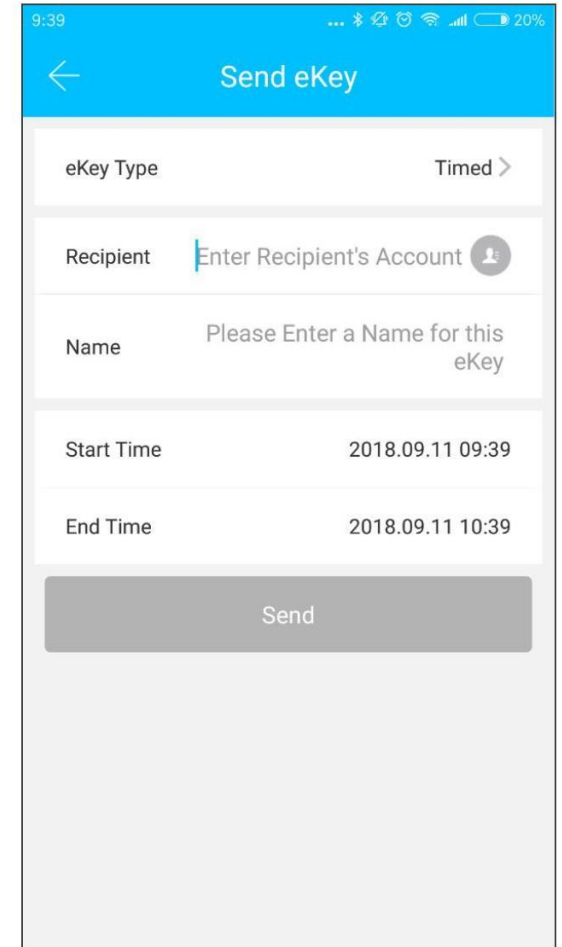 9:39 ... 20%
Send eKey
eKey Type Timed
Recipient Enter Recipient's Account
Name Please Enter a Name for this
eKey
Start Time 2018.09.11 09:39
End Time 2018.09.11 10:39
Send